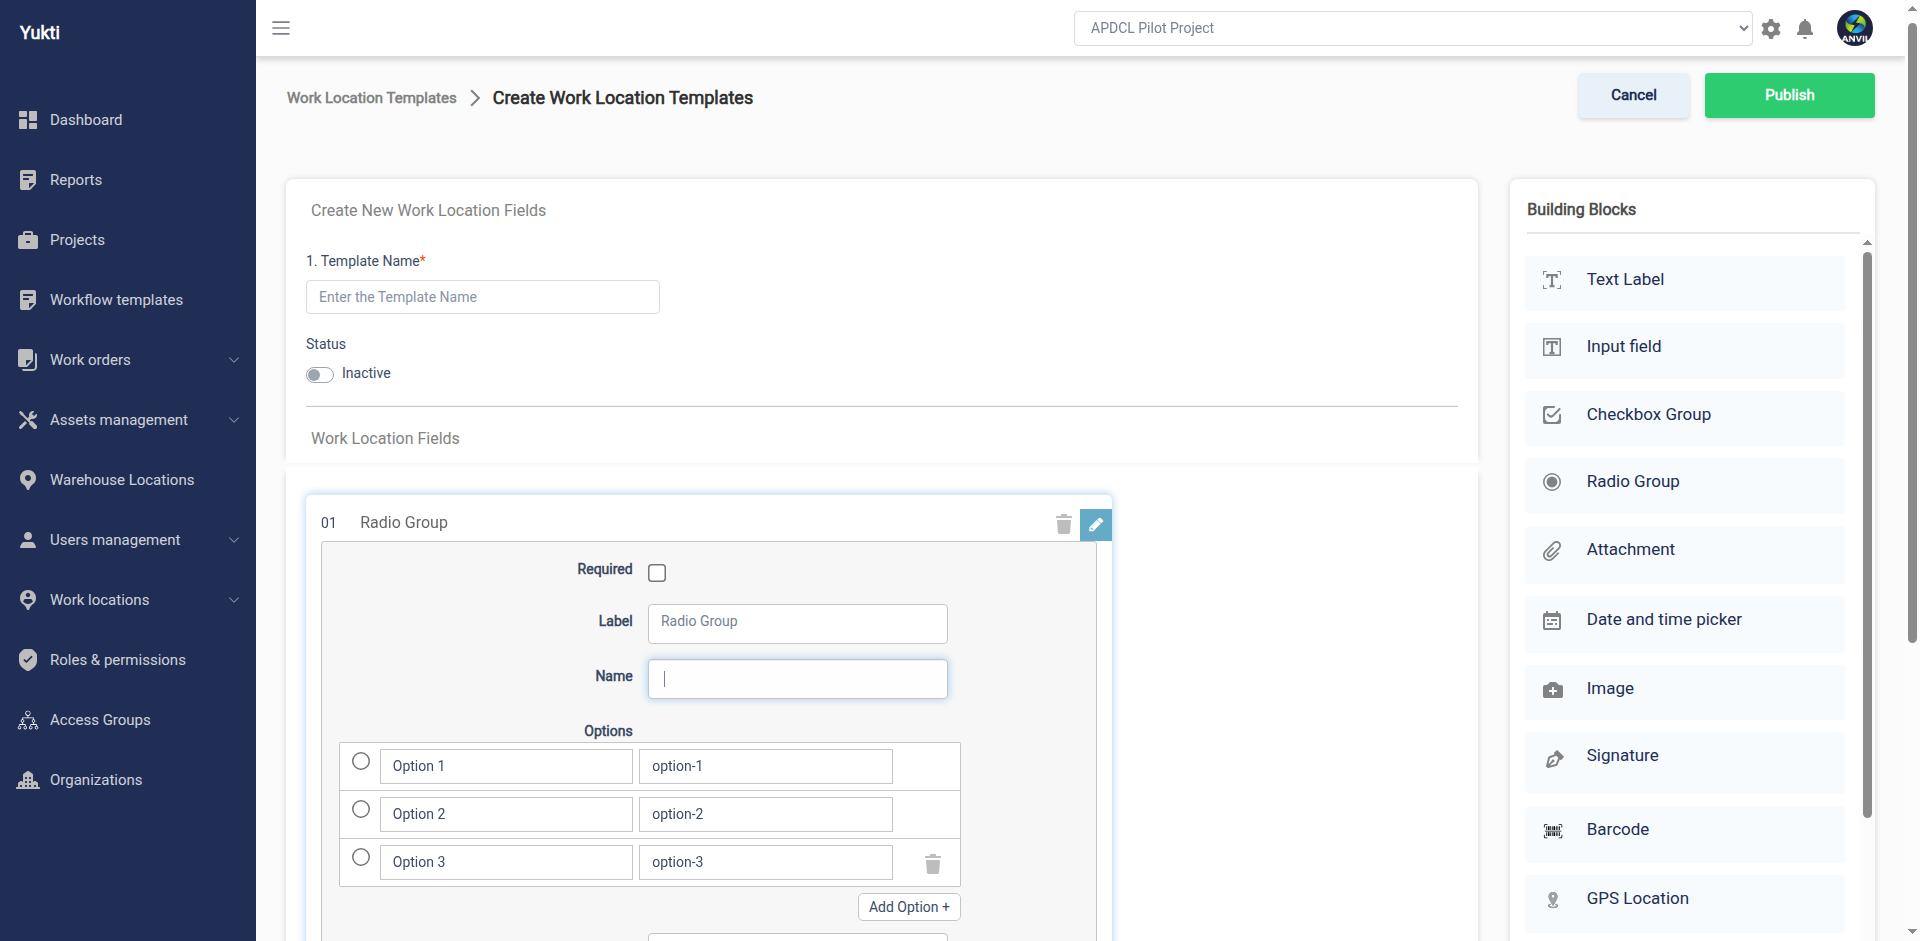 Yukti
APDCL Pilot Project
ANVIL
Work Location Templates > Create Work Location Templates
Cancel
Publish
Dashboard
Reports
Projects
Workflow templates
Work orders
Assets management
Warehouse Locations
Users management
Work locations
Roles & permissions
Access Groups
Organizations
Create New Work Location Fields
1. Template Name*
Enter the Template Name
Status
Inactive
Work Location Fields
01 Radio Group
Required
Label Radio Group
Name
Options
Option 1 option-1
Option 2 option-2
Option 3 option-3
Add Option +
Building Blocks
Text Label
Input field
Checkbox Group
Radio Group
Attachment
Date and time picker
Image
Signature
Barcode
GPS Location